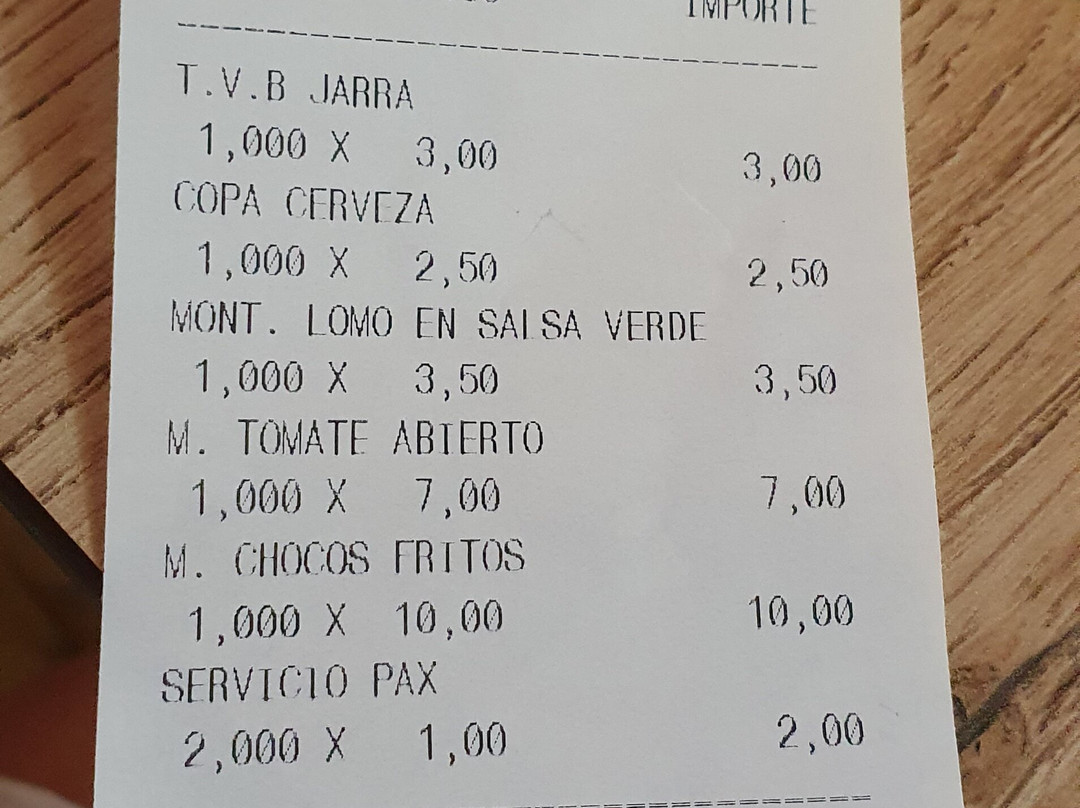 IMPORTE
T.V.B JARRA
1,000 X 3,00 3,00
COPA CERVEZA
1,000 X 2,50 2,50
MONT. LOMO EN SALSA VERDE
1,000 X 3,50 3,50
M. TOMATE ABIERTO
1,000 X 7,00 7,00
M. CHOCOS FRITOS
1,000 X 10,00 10,00
SERVICIO PAX
2,000 X 1,00 2,00